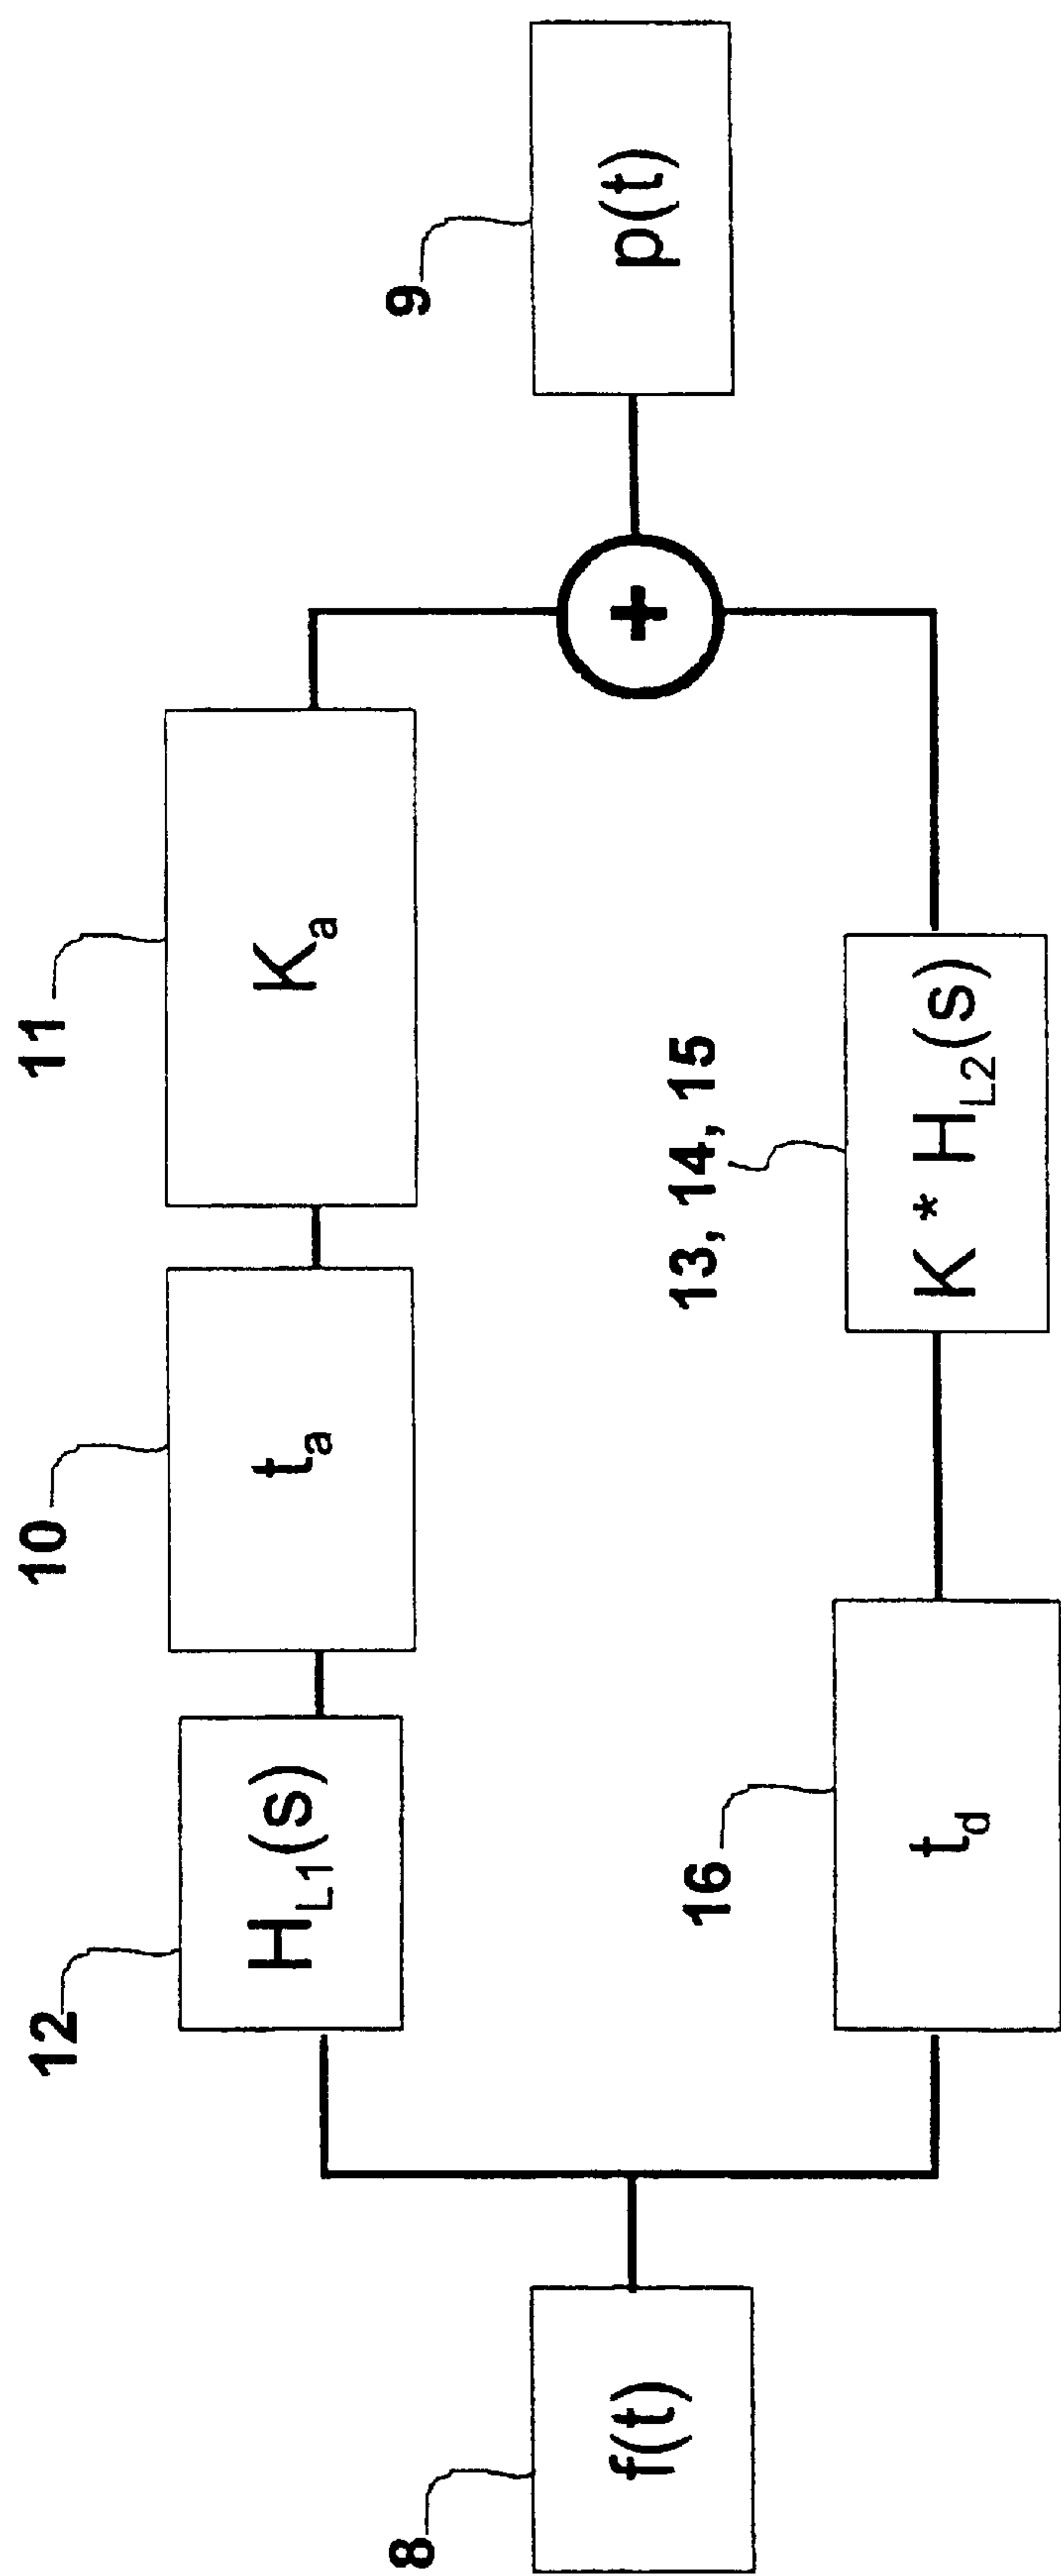 8
f(t)
12
H_L1(s)
10
t_a
11
K_a
16
t_d
13, 14, 15
K * H_L2(s)
+
9
p(t)